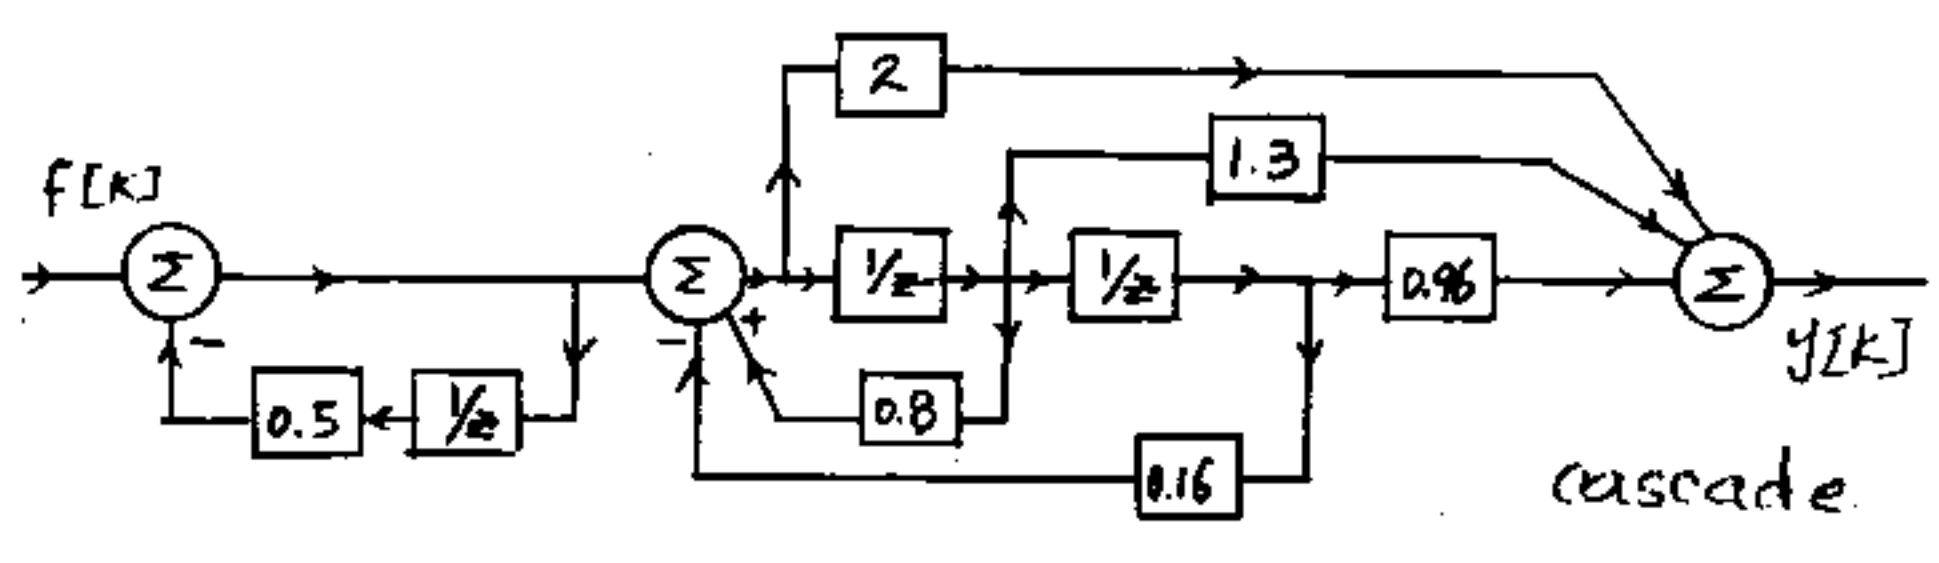 2
1.3
f[k]
Σ
Σ
1/z
1/z
0.96
Σ
+
-
-
y[k]
0.5
1/z
0.8
0.16
cascade